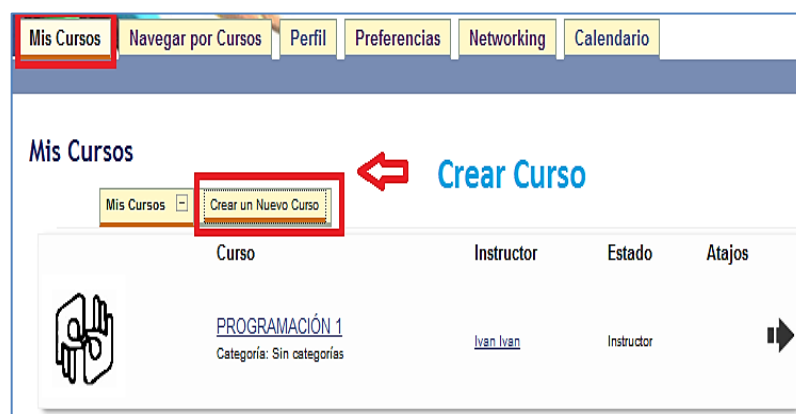 Mis Cursos Navegar por Cursos Perfil Preferencias Networking Calendario
Mis Cursos
Crear Curso
Mis Cursos Crear un Nuevo Curso
Curso Instructor Estado Atajos
PROGRAMACIÓN 1
Categoría: Sin categorías
Ivan Ivan Instructor